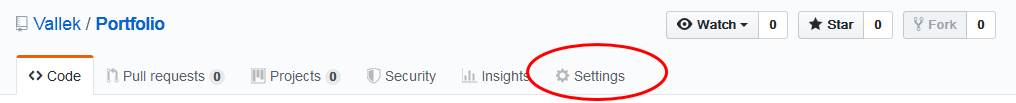 Vallek / Portfolio
Watch 0 Star 0 Fork 0
Code Pull requests 0 Projects 0 Security Insights Settings